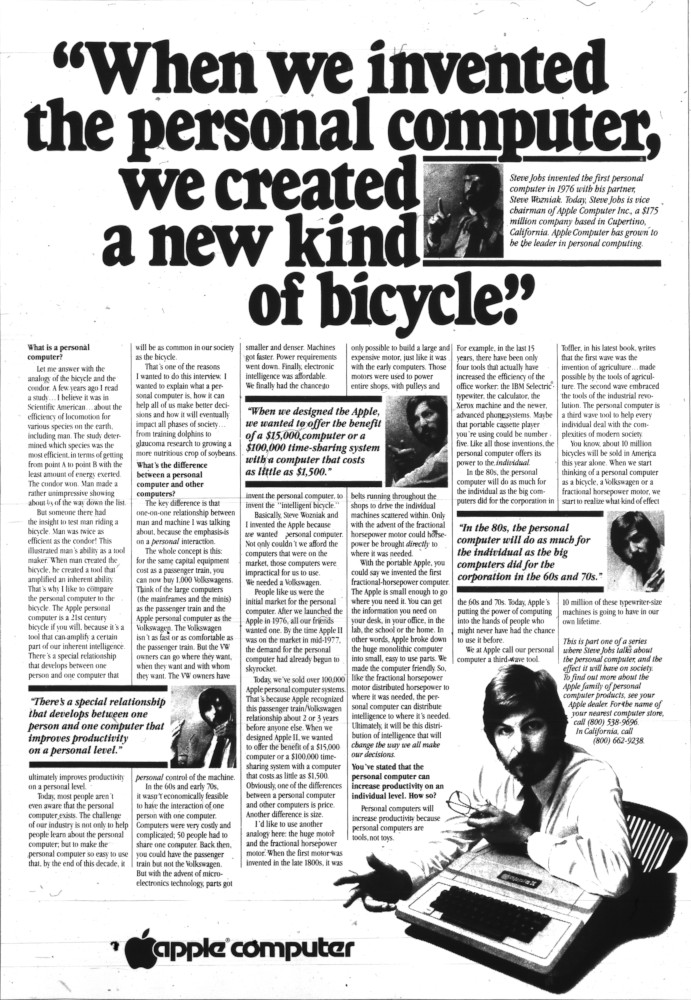 “When we invented
the personal computer,
we created
a new kind
of bicycle.”
Steve Jobs invented the first personal
computer in 1976 with his partner,
Steve Wozniak. Today, Steve Jobs is vice
chairman of Apple Computer Inc., a $175
million company based in Cupertino,
California. Apple Computer has grown to
be the leader in personal computing.
What is a personal
computer?
Let me answer with the
analogy of the bicycle and the
condor. A few years ago I read
a study…I believe it was in
Scientific American…about the
efficiency of locomotion for
various species on the earth,
including man. The study deter-
mined which species was the
most efficient, in terms of getting
from point A to point B with the
least amount of energy exerted.
The condor won. Man made a
rather unimpressive showing
about ⅓ of the way down the list.
But someone there had
the insight to test man riding a
bicycle. Man was twice as
efficient as the condor! This
illustrated man's ability as a tool
maker. When man created the
bicycle, he created a tool that
amplified an inherent ability.
That's why I like to compare
the personal computer to the
bicycle. The Apple personal
computer is a 21st century
bicycle if you will, because it's a
tool that can amplify a certain
part of our inherent intelligence.
There's a special relationship
that develops between one
person and one computer that
“There's a special relationship
that develops between one
person and one computer that
improves productivity
on a personal level.”
ultimately improves productivity
on a personal level.
Today, most people aren't
even aware that the personal
computer exists. The challenge
of our industry is not only to help
people learn about the personal
computer; but to make the
personal computer so easy to use
that, by the end of this decade, it
will be as common in our society
as the bicycle.
That's one of the reasons
I wanted to do this interview. I
wanted to explain what a per-
sonal computer is, how it can
help all of us make better deci-
sions and how it will eventually
impact all phases of society…
from training dolphins to
glaucoma research to growing a
more nutritious crop of soybeans.
What's the difference
between a personal
computer and other
computers?
The key difference is that
one-on-one relationship between
man and machine I was talking
about, because the emphasis is
on a personal interaction.
The whole concept is this:
for the same capital equipment
cost as a passenger train, you
can now buy 1,000 Volkswagens.
Think of the large computers
(the mainframes and the minis)
as the passenger train and the
Apple personal computer as the
Volkswagen. The Volkswagen
isn't as fast or as comfortable as
the passenger train. But the VW
owners can go where they want,
when they want and with whom
they want. The VW owners have
personal control of the machine.
In the 60s and early 70s,
it wasn't economically feasible
to have the interaction of one
person with one computer.
Computers were very costly and
complicated; 50 people had to
share one computer. Back then,
you could have the passenger
train but not the Volkswagen.
But with the advent of micro-
electronics technology, parts got
smaller and denser. Machines
got faster. Power requirements
went down. Finally, electronic
intelligence was affordable.
We finally had the chance to
“When we designed the Apple,
we wanted to offer the benefit
of a $15,000 computer or a
$100,000 time-sharing system
with a computer that costs
as little as $1,500.”
invent the personal computer, to
invent the “intelligent bicycle.”
Basically, Steve Wozniak and
I invented the Apple because
we wanted personal computer.
Not only couldn't we afford the
computers that were on the
market, those computers were
impractical for us to use.
We needed a Volkswagen.
People like us were the
initial market for the personal
computer. After we launched the
Apple in 1976, all our friends
wanted one. By the time Apple II
was on the market in mid-1977,
the demand for the personal
computer had already begun to
skyrocket.
Today, we've sold over 100,000
Apple personal computer systems.
That's because Apple recognized
this passenger train/Volkswagen
relationship about 2 or 3 years
before anyone else. When we
designed Apple II, we wanted
to offer the benefit of a $15,000
computer or a $100,000 time-
sharing system with a computer
that costs as little as $1,500.
Obviously, one of the differences
between a personal computer
and other computers is price.
Another difference is size.
I'd like to use another
analogy here: the huge motor
and the fractional horsepower
motor. When the first motor was
invented in the late 1800s, it was
only possible to build a large and
expensive motor, just like it was
with the early computers. Those
motors were used to power
entire shops, with pulleys and
belts running throughout the
shops to drive the individual
machines scattered within. Only
with the advent of the fractional
horsepower motor could horse-
power be brought directly to
where it was needed.
With the portable Apple, you
could say we invented the first
fractional-horsepower computer.
The Apple is small enough to go
where you need it. You can get
the information you need on
your desk, in your office, in the
lab, the school or the home. In
other words, Apple broke down
the huge monolithic computer
into small, easy to use parts. We
made the computer friendly. So,
like the fractional horsepower
motor distributed horsepower to
where it was needed, the per-
sonal computer can distribute
intelligence to where it's needed.
Ultimately, it will be this distri-
bution of intelligence that will
change the way we all make
our decisions.
You've stated that the
personal computer can
increase productivity on an
individual level. How so?
Personal computers will
increase productivity because
personal computers are
tools, not toys.
For example, in the last 15
years, there have been only
four tools that actually have
increased the efficiency of the
office worker: the IBM Selectric®
typewriter, the calculator, the
Xerox machine and the newer,
advanced phone systems. Maybe
that portable cassette player
you're using could be number
five. Like all those inventions, the
personal computer offers its
power to the individual.
In the 80s, the personal
computer will do as much for
the individual as the big com-
puters did for the corporation in
“In the 80s, the personal
computer will do as much for
the individual as the big
computers did for the
corporation in the 60s and 70s.”
the 60s and 70s. Today, Apple's
putting the power of computing
into the hands of people who
might never have had the chance
to use it before.
We at Apple call our personal
computer a third-wave tool.
Toffler, in his latest book, writes
that the first wave was the
invention of agriculture…made
possible by the tools of agricul-
ture. The second wave embraced
the tools of the industrial revo-
lution. The personal computer is
a third wave tool to help every
individual deal with the com-
plexities of modern society.
You know, about 10 million
bicycles will be sold in America
this year alone. When we start
thinking of a personal computer
as a bicycle, a Volkswagen or a
fractional horsepower motor, we
start to realize what kind of effect
10 million of these typewriter-size
machines is going to have in our
own lifetime.
This is part one of a series
where Steve Jobs talks about
the personal computer, and the
effect it will have on society.
To find out more about the
Apple family of personal
computer products, see your
Apple dealer. For the name of
your nearest computer store,
call (800) 538-9696.
In California, call
(800) 662-9238.
apple computer